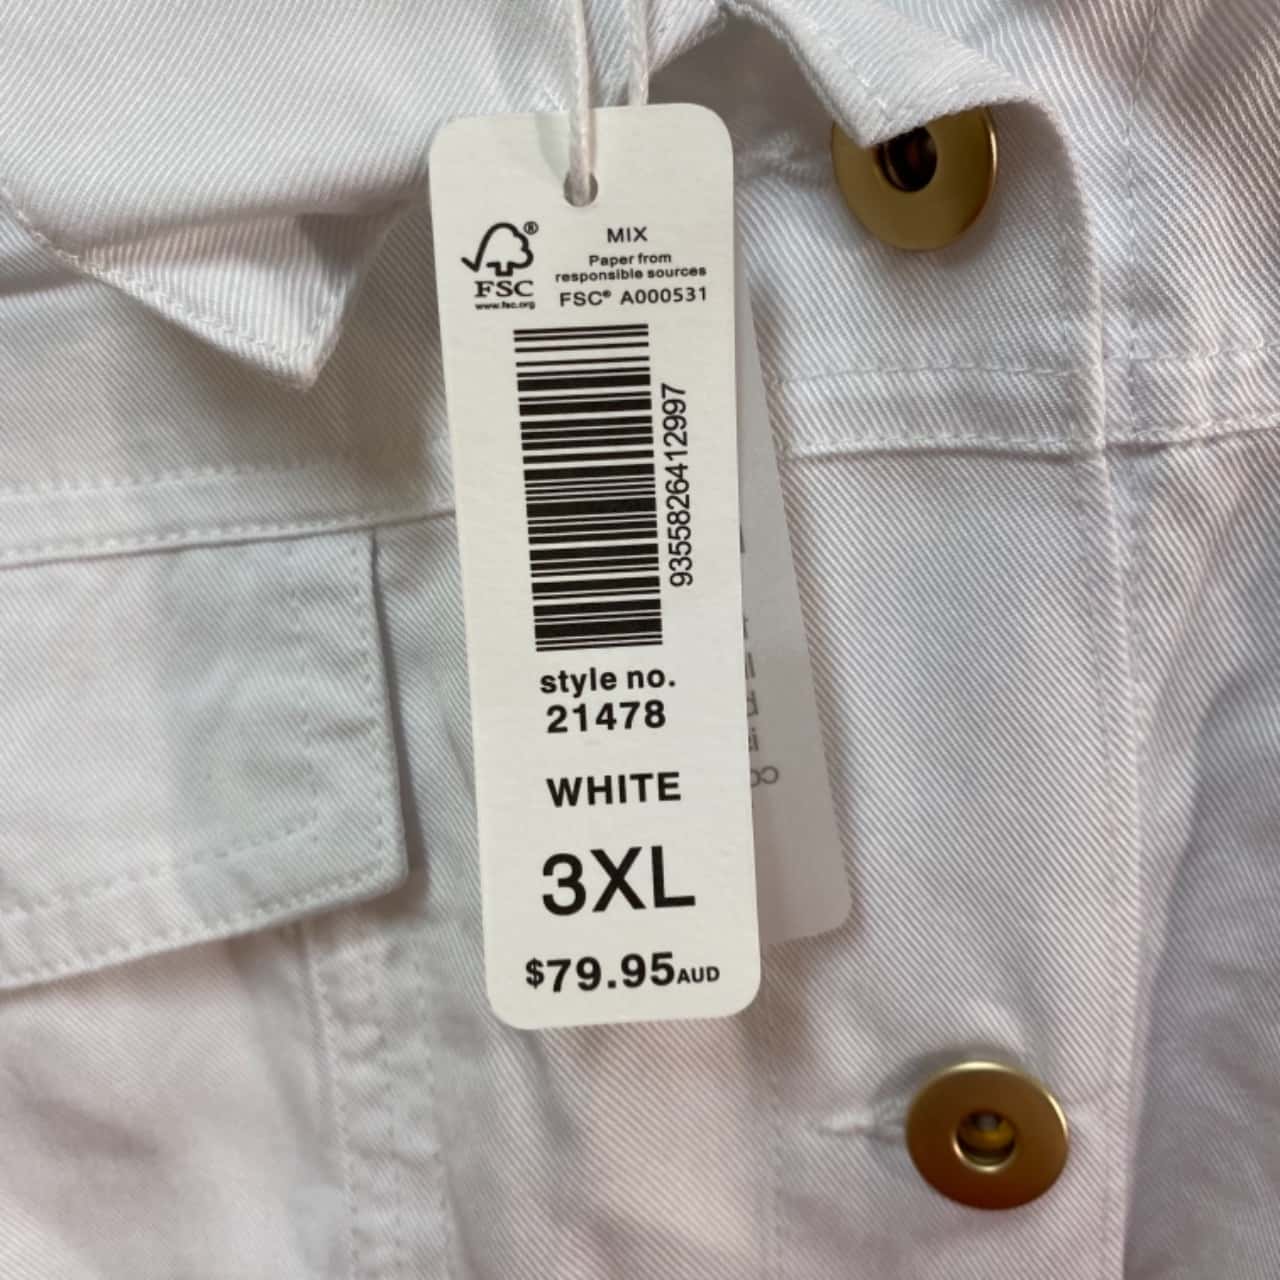 ®
FSC
www.fsc.org
MIX
Paper from
responsible sources
FSC® A000531
9355826412997
style no.
21478
WHITE
3XL
$79.95AUD